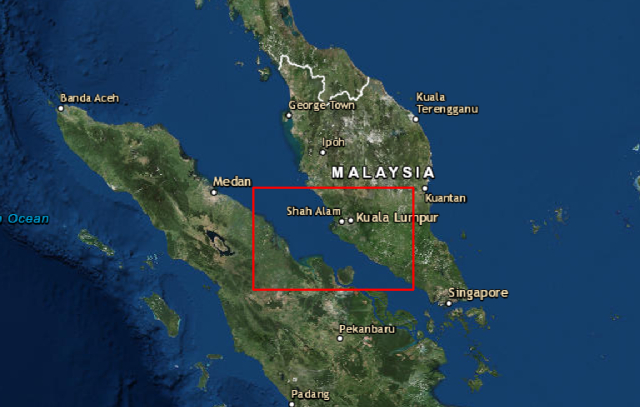 Banda Aceh
Kuala
Terengganu
George Town
Ipoh
MALAYSIA
Medan
Kuantan
Shah Alam
Kuala Lumpur
Ocean
Singapore
Pekanbaru
Padang